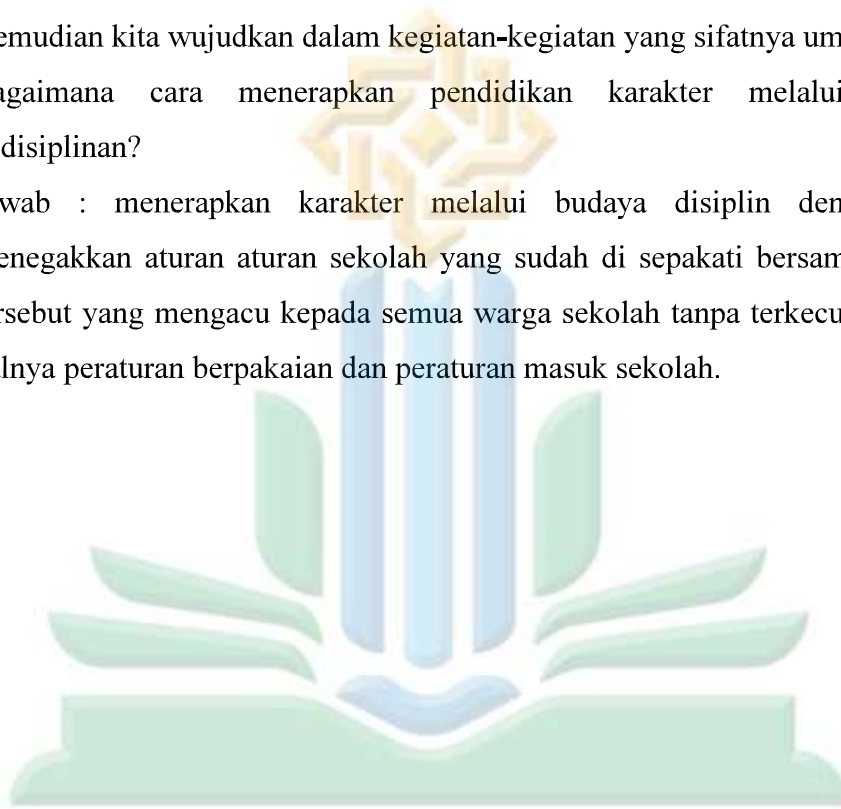 emudian kita wujudkan dalam kegiatan-kegiatan yang sifatnya um
agaimana cara menerapkan pendidikan karakter melalui
disiplinan?
wab : menerapkan karakter melalui budaya disiplin den
enegakkan aturan aturan sekolah yang sudah di sepakati bersam
rsebut yang mengacu kepada semua warga sekolah tanpa terkecu
alnya peraturan berpakaian dan peraturan masuk sekolah.